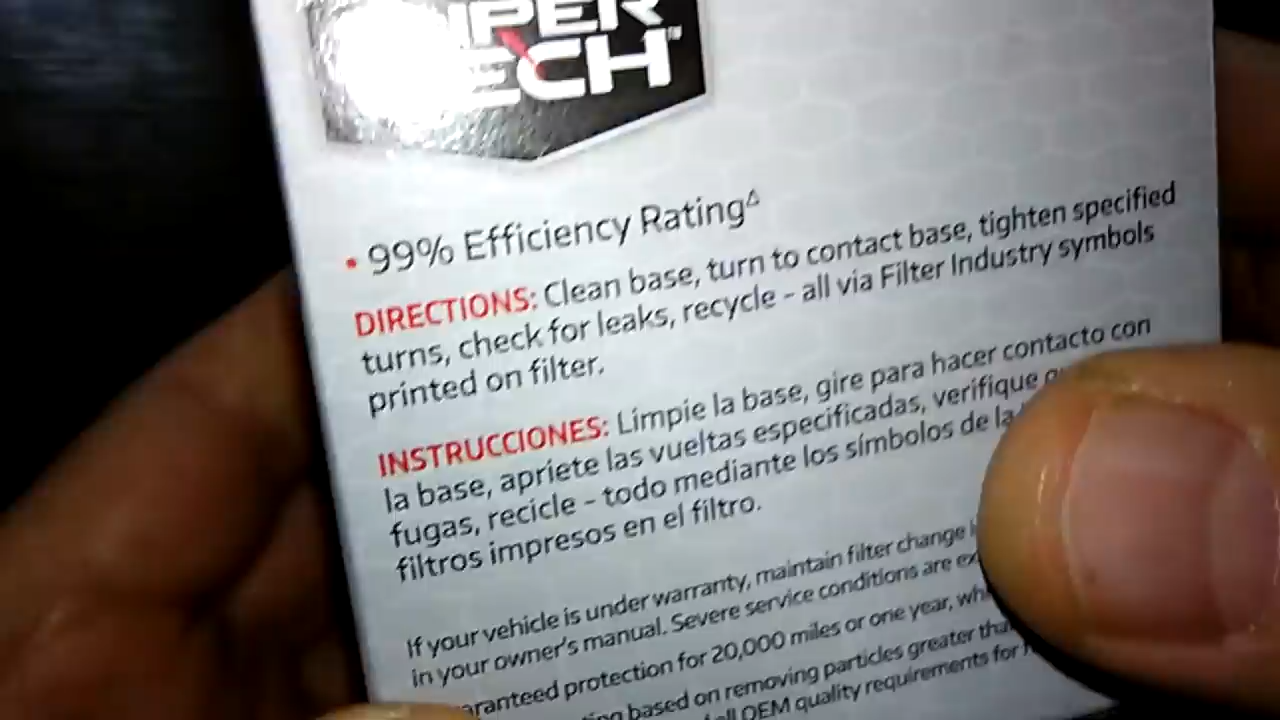 TECH™
• 99% Efficiency Rating△
DIRECTIONS: Clean base, turn to contact base, tighten specified
turns, check for leaks, recycle - all via Filter Industry symbols
printed on filter.
INSTRUCCIONES: Limpie la base, gire para hacer contacto con
la base, apriete las vueltas especificadas, verifique
fugas, recicle - todo mediante los símbolos de la
filtros impresos en el filtro.
If your vehicle is under warranty, maintain filter change
in your owner's manual. Severe service conditions are
protection for 20,000 miles or one year,
based on removing particles greater
OEM quality requirements for